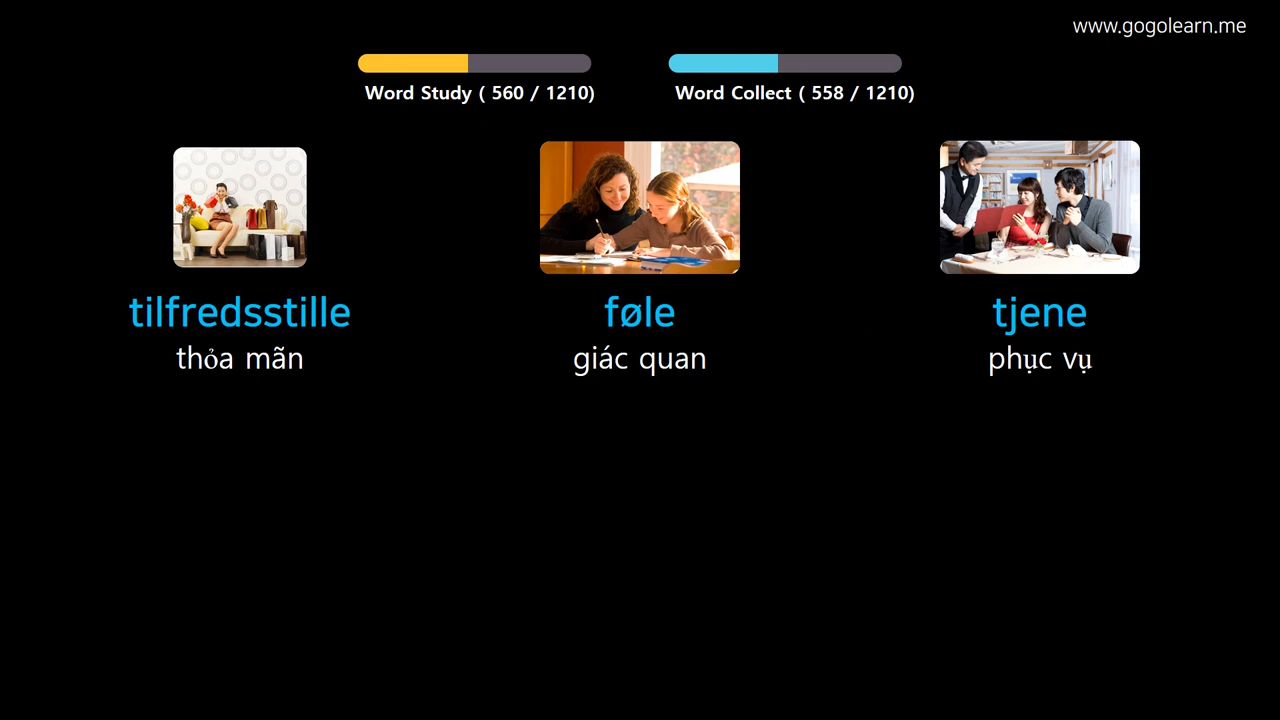 www.gogolearn.me
Word Study ( 560 / 1210)
Word Collect ( 558 / 1210)
tilfredsstille
føle
tjene
thỏa mãn
giác quan
phục vụ